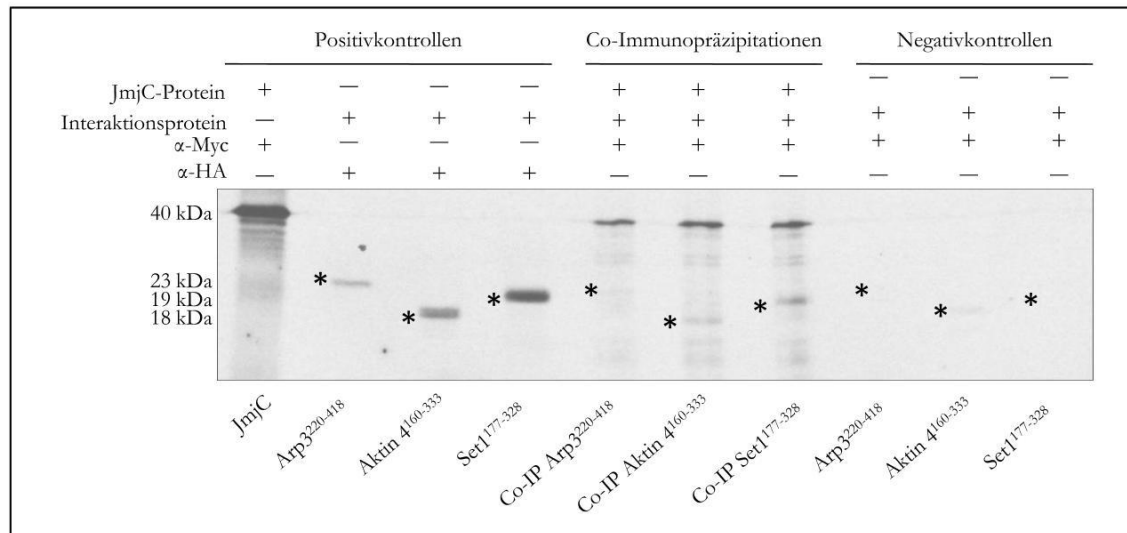 Positivkontrollen Co-Immunopräzipitationen Negativkontrollen
— — —
JmjC-Protein + — — — + + +
Interaktionsprotein — + + + + + + + + +
α-Myc + — — — + + + + + +
α-HA — + + + — — — — — —
40 kDa
23 kDa *
19 kDa * * * *
18 kDa * * * *
JmjC Arp3²²⁰⁻⁴¹⁸ Aktin 4¹⁶⁰⁻³³³ Set1¹⁷⁷⁻³²⁸ Co-IP Arp3²²⁰⁻⁴¹⁸ Co-IP Aktin 4¹⁶⁰⁻³³³ Co-IP Set1¹⁷⁷⁻³²⁸ Arp3²²⁰⁻⁴¹⁸ Aktin 4¹⁶⁰⁻³³³ Set1¹⁷⁷⁻³²⁸